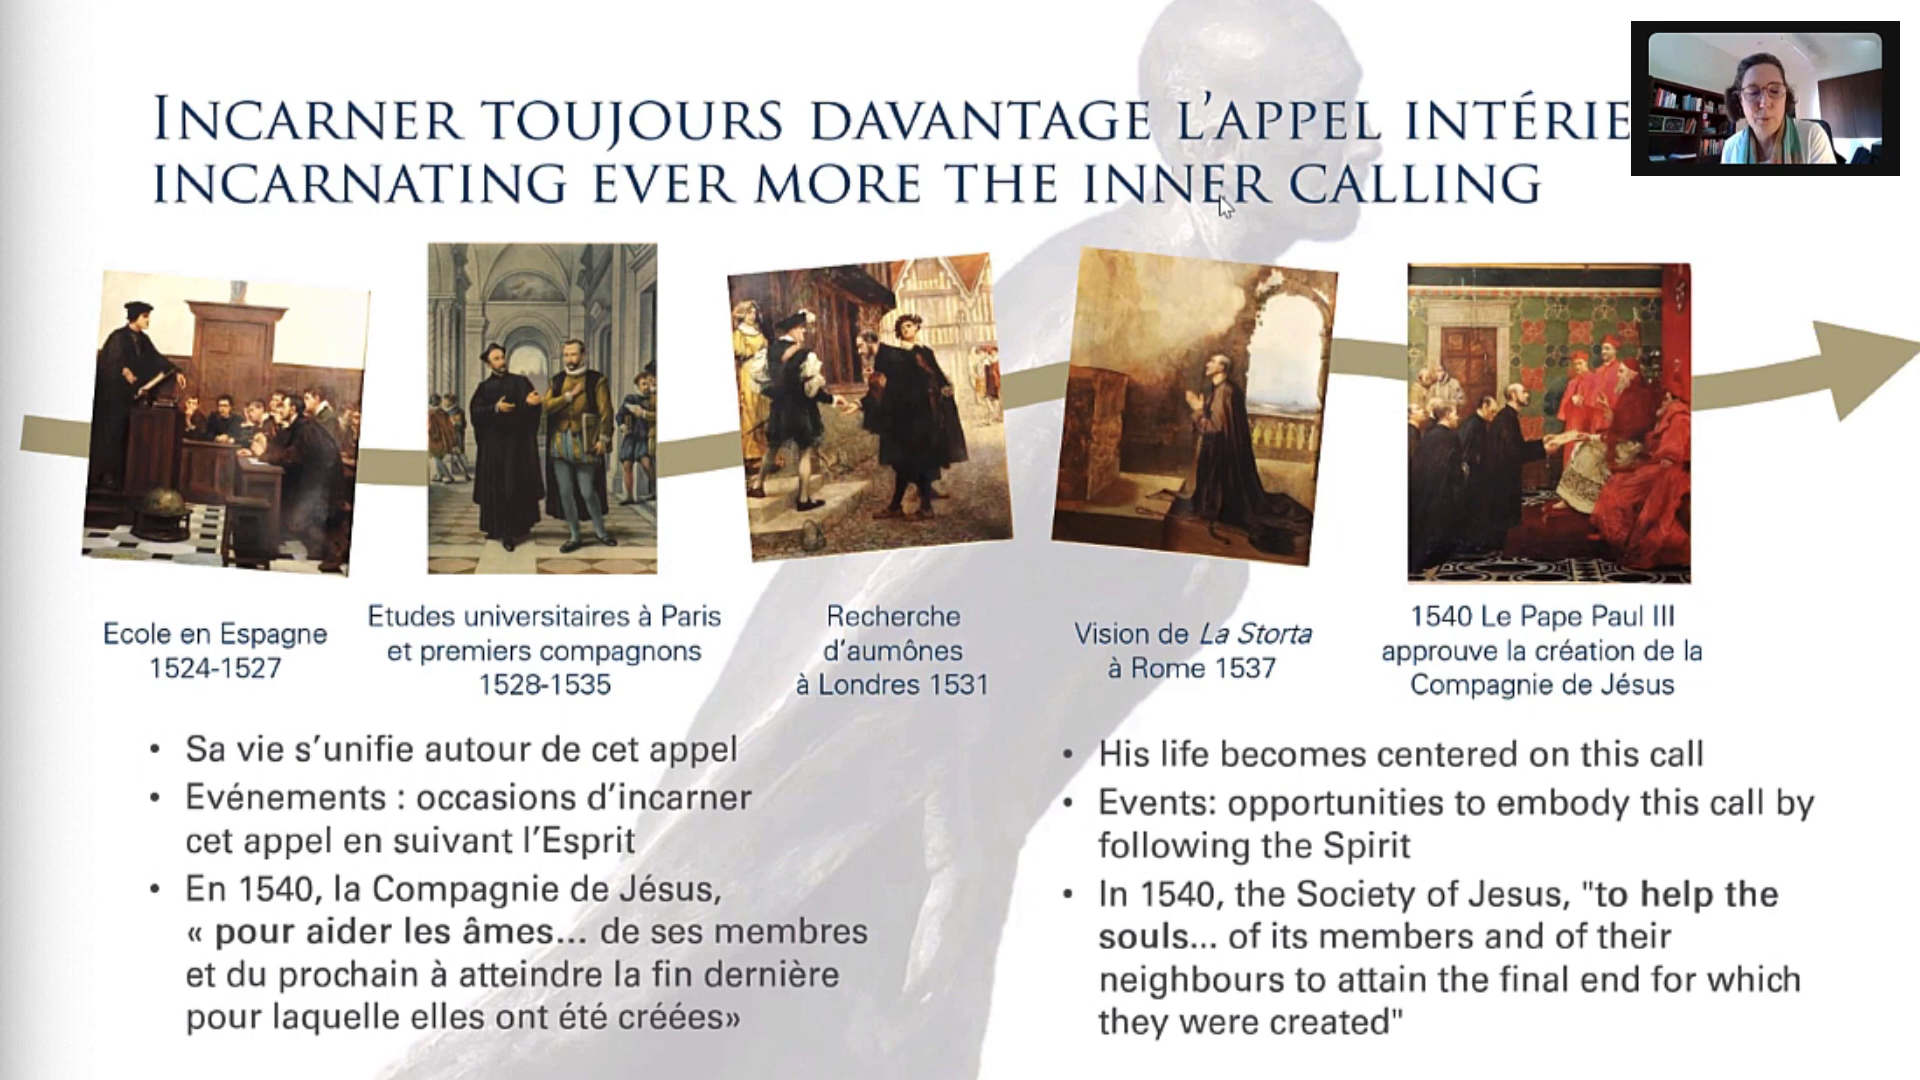 INCARNER TOUJOURS DAVANTAGE L'APPEL INTÉRIE
INCARNATING EVER MORE THE INNER CALLING
Ecole en Espagne
1524-1527
Etudes universitaires à Paris
et premiers compagnons
1528-1535
Recherche
d'aumônes
à Londres 1531
Vision de La Storta
à Rome 1537
1540 Le Pape Paul III
approuve la création de la
Compagnie de Jésus
• Sa vie s'unifie autour de cet appel
• Evénements : occasions d'incarner
cet appel en suivant l'Esprit
• En 1540, la Compagnie de Jésus,
« pour aider les âmes... de ses membres
et du prochain à atteindre la fin dernière
pour laquelle elles ont été créées»
• His life becomes centered on this call
• Events: opportunities to embody this call by
following the Spirit
• In 1540, the Society of Jesus, "to help the
souls... of its members and of their
neighbours to attain the final end for which
they were created"